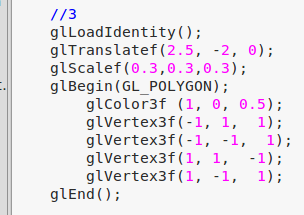 //3
glLoadIdentity();
glTranslatef(2.5, -2, 0);
glScalef(0.3,0.3,0.3);
glBegin(GL_POLYGON);
glColor3f (1, 0, 0.5);
glVertex3f(-1, 1,  1);
glVertex3f(-1, -1,  1);
glVertex3f(1, 1,  -1);
glVertex3f(1, -1,  1);
glEnd();